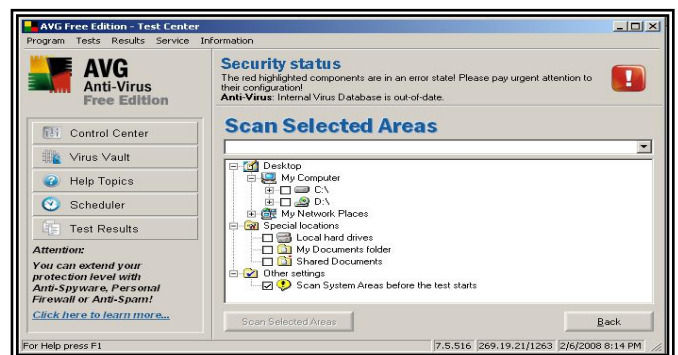 AVG Free Edition - Test Center
Program Tests Results Service Information
AVG
Anti-Virus
Free Edition
Control Center
Virus Vault
Help Topics
Scheduler
Test Results
Attention:
You can extend your
protection level with
Anti-Spyware, Personal
Firewall or Anti-Spam!
Click here to learn more...
Security status
The red highlighted components are in an error state! Please pay urgent attention to
their configuration!
Anti-Virus: Internal Virus Database is out-of-date.
Scan Selected Areas
Desktop
My Computer
C:\
D:\
My Network Places
Special locations
Local hard drives
My Documents folder
Shared Documents
Other settings
Scan System Areas before the test starts
Scan Selected Areas
Back
For Help press F1
7.5.516 269.19.21/1263 2/6/2008 8:14 PM